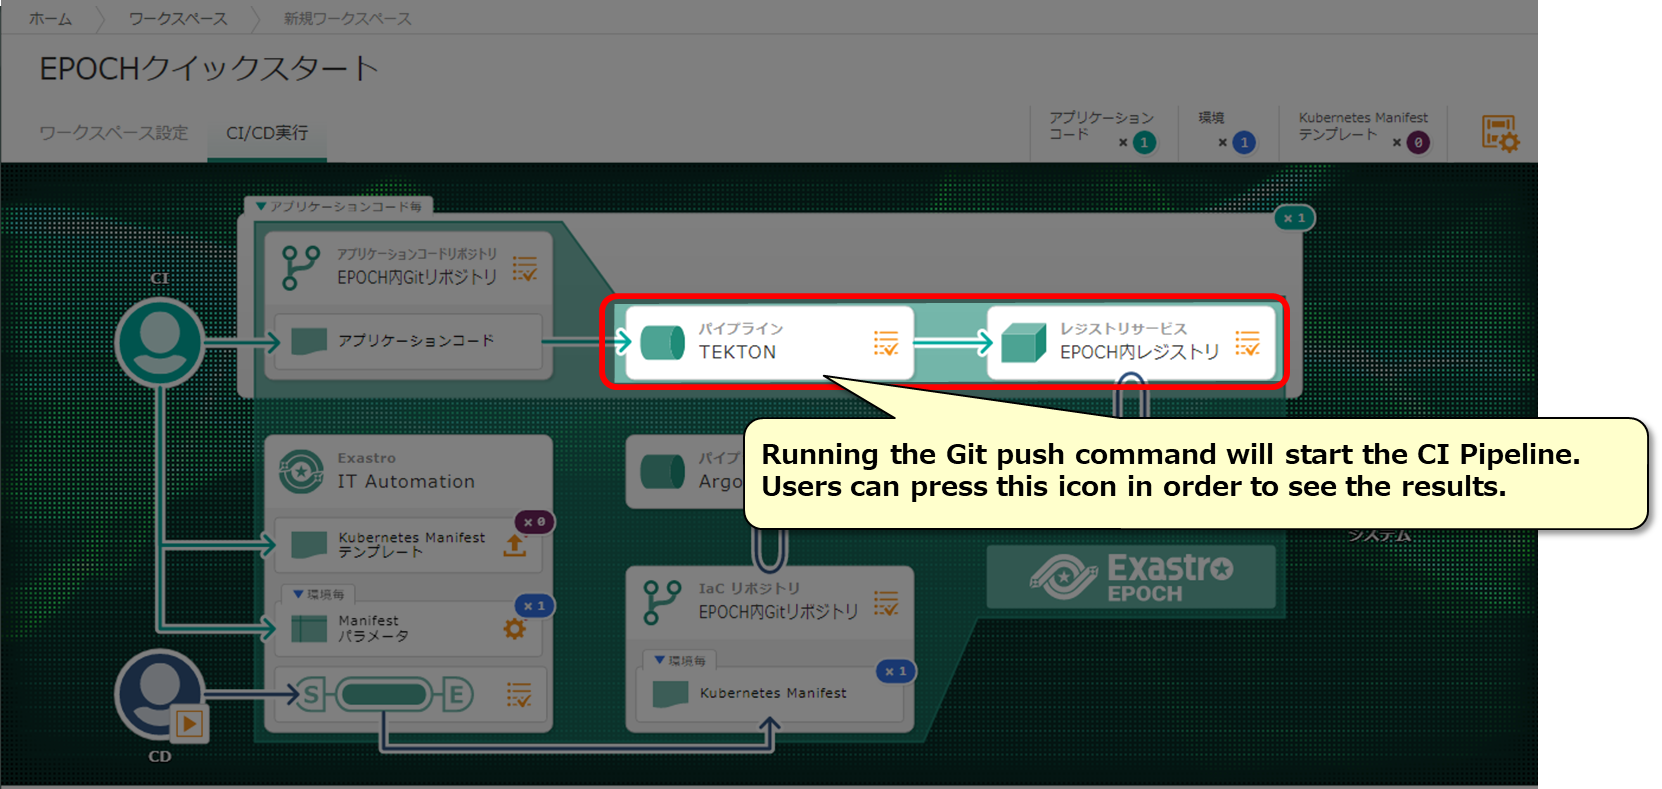 ホーム
ワークスペース
新規ワークスペース
EPOCHクイックスタート
ワークスペース設定
CI/CD実行
アプリケーション
コード
× 1
環境
× 1
Kubernetes Manifest
テンプレート
× 0
▼アプリケーションコード毎
× 1
CI
アプリケーションコードリポジトリ
EPOCH内Gitリポジトリ
アプリケーションコード
パイプライン
TEKTON
レジストリサービス
EPOCH内レジストリ
Running the Git push command will start the CI Pipeline.
Users can press this icon in order to see the results.
Exastro
IT Automation
パイプ
Argo
システム
× 0
Kubernetes Manifest
テンプレート
▼環境毎
× 1
Manifest
パラメータ
S
E
CD
IaC リポジトリ
EPOCH内Gitリポジトリ
▼環境毎
× 1
Kubernetes Manifest
Exastro
EPOCH